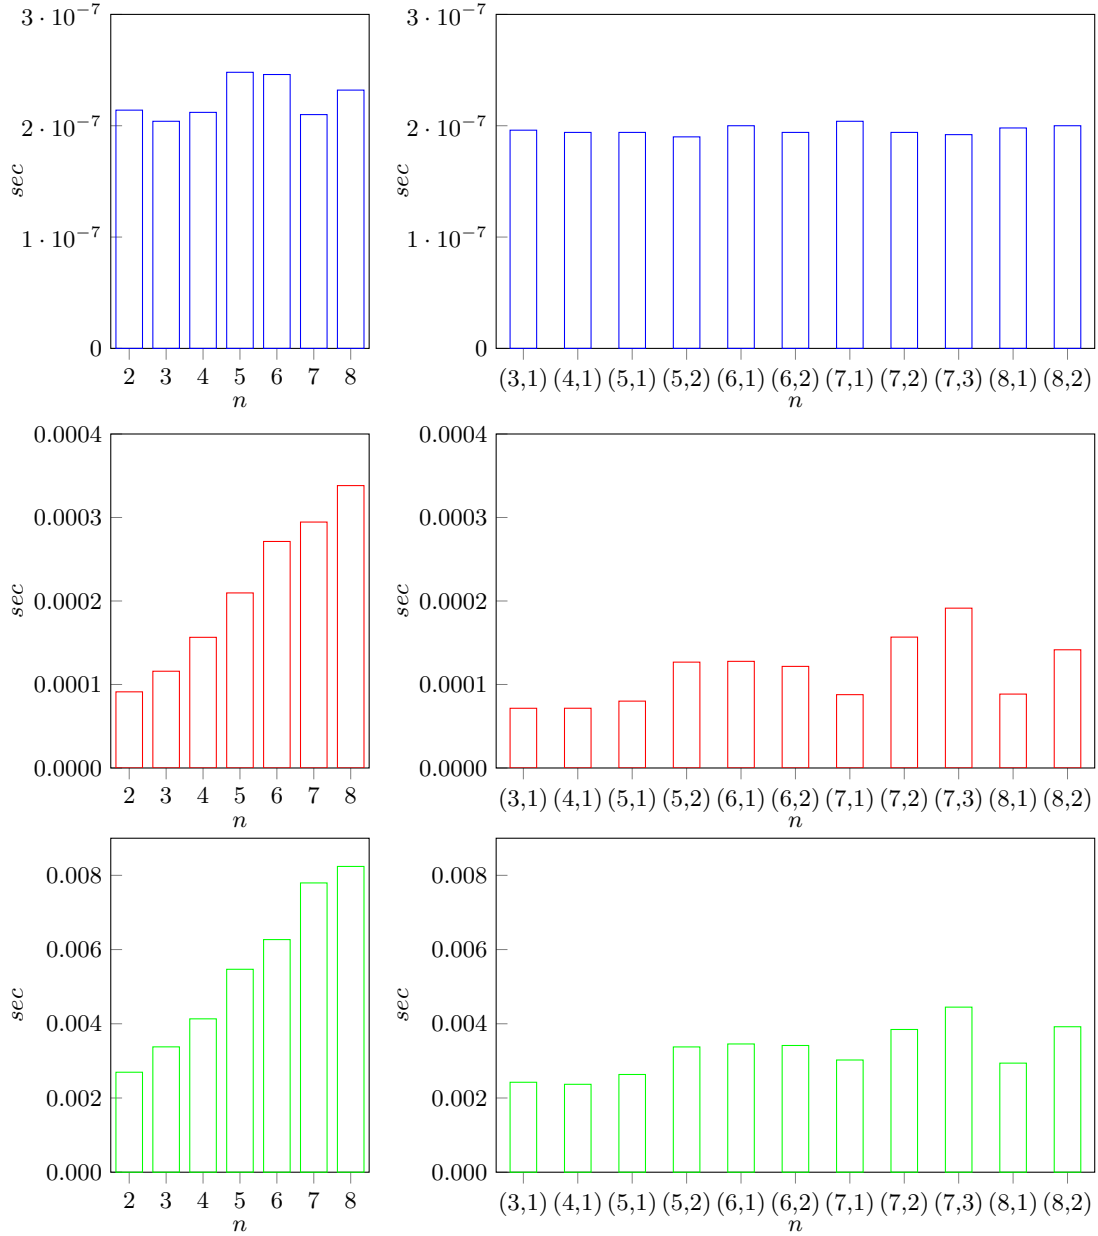 3 · 10⁻⁷
2 · 10⁻⁷
1 · 10⁻⁷
0
sec
2 3 4 5 6 7 8
n
3 · 10⁻⁷
2 · 10⁻⁷
1 · 10⁻⁷
0
sec
(3,1) (4,1) (5,1) (5,2) (6,1) (6,2) (7,1) (7,2) (7,3) (8,1) (8,2)
n
0.0004
0.0003
0.0002
0.0001
0.0000
sec
2 3 4 5 6 7 8
n
0.0004
0.0003
0.0002
0.0001
0.0000
sec
(3,1) (4,1) (5,1) (5,2) (6,1) (6,2) (7,1) (7,2) (7,3) (8,1) (8,2)
n
0.008
0.006
0.004
0.002
0.000
sec
2 3 4 5 6 7 8
n
0.008
0.006
0.004
0.002
0.000
sec
(3,1) (4,1) (5,1) (5,2) (6,1) (6,2) (7,1) (7,2) (7,3) (8,1) (8,2)
n